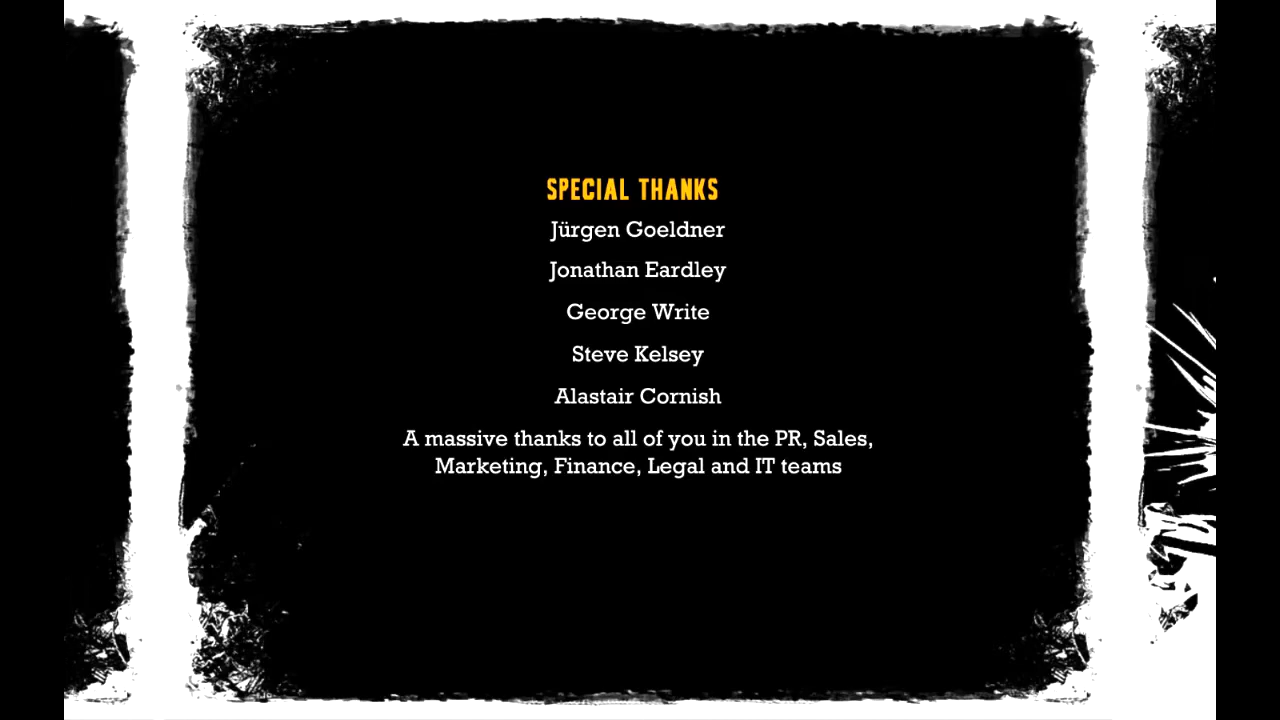 SPECIAL THANKS
Jürgen Goeldner
Jonathan Eardley
George Write
Steve Kelsey
Alastair Cornish
A massive thanks to all of you in the PR, Sales,
Marketing, Finance, Legal and IT teams